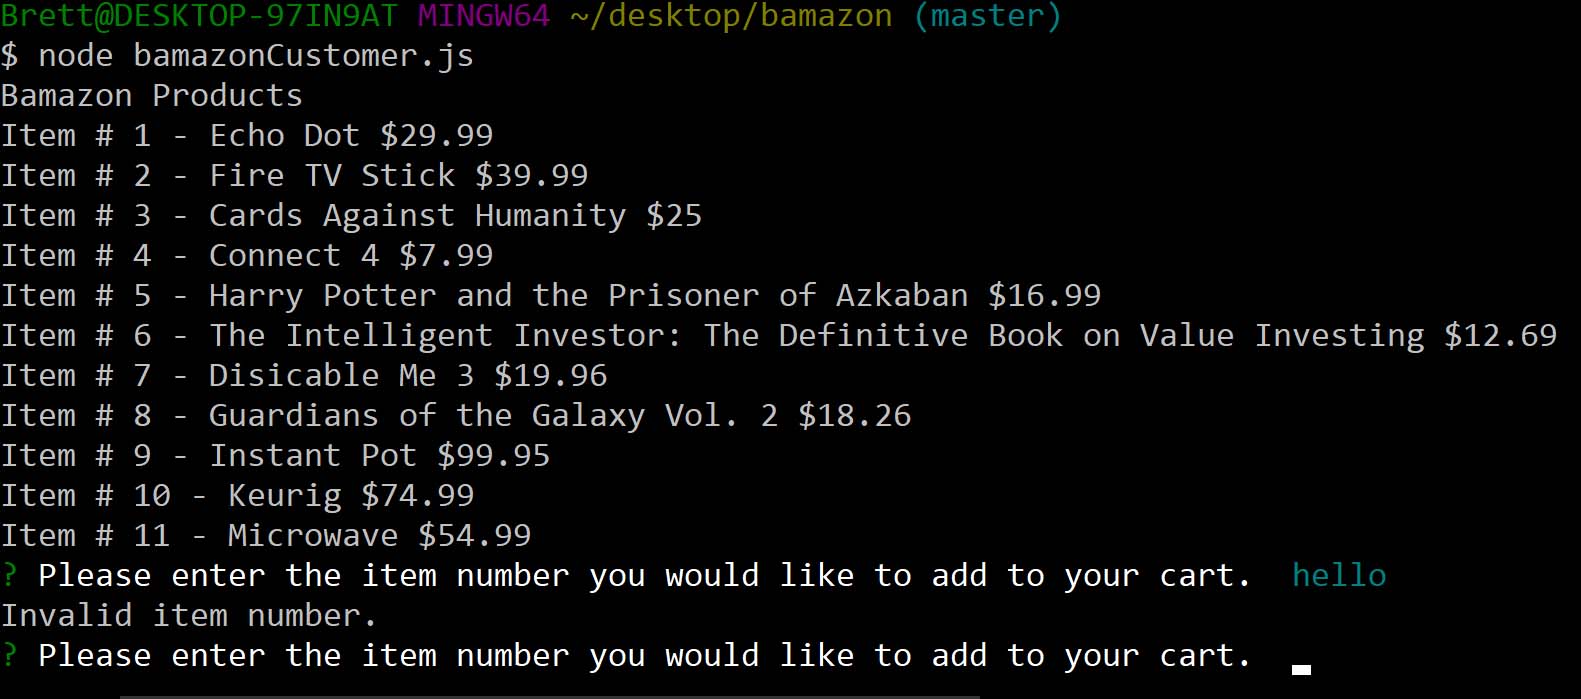 Brett@DESKTOP-97IN9AT MINGW64 ~/desktop/bamazon (master)
$ node bamazonCustomer.js
Bamazon Products
Item # 1 - Echo Dot $29.99
Item # 2 - Fire TV Stick $39.99
Item # 3 - Cards Against Humanity $25
Item # 4 - Connect 4 $7.99
Item # 5 - Harry Potter and the Prisoner of Azkaban $16.99
Item # 6 - The Intelligent Investor: The Definitive Book on Value Investing $12.69
Item # 7 - Disicable Me 3 $19.96
Item # 8 - Guardians of the Galaxy Vol. 2 $18.26
Item # 9 - Instant Pot $99.95
Item # 10 - Keurig $74.99
Item # 11 - Microwave $54.99
? Please enter the item number you would like to add to your cart.  hello
Invalid item number.
? Please enter the item number you would like to add to your cart.